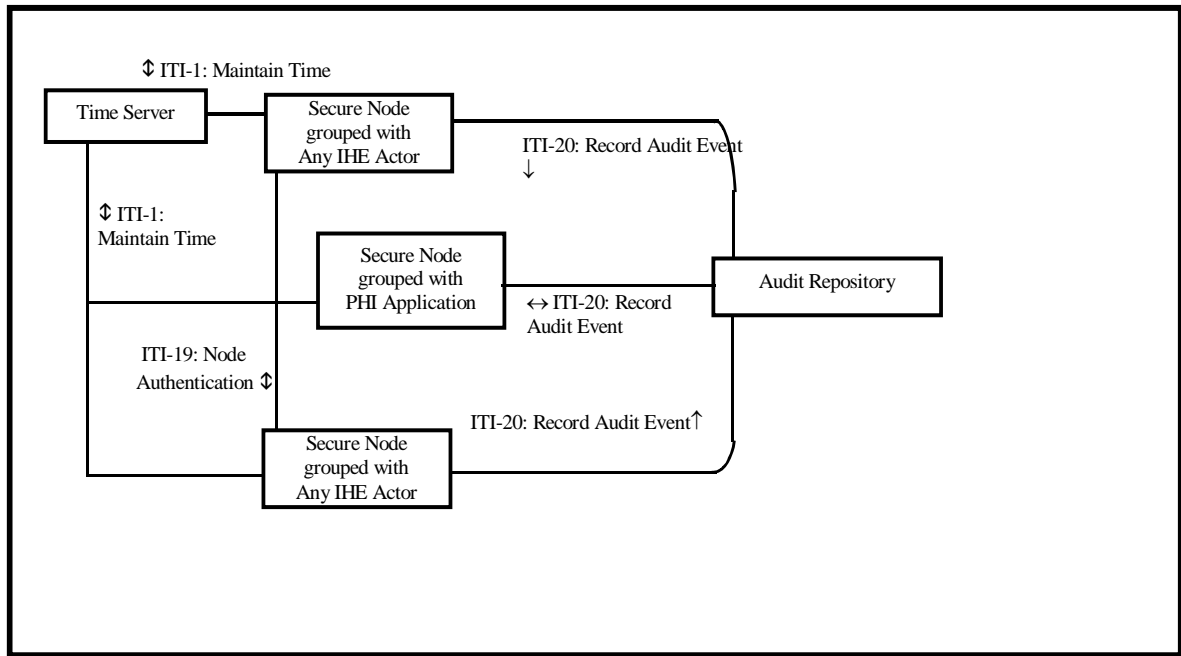 ⇕ ITI-1: Maintain Time
Time Server
Secure Node
grouped with
Any IHE Actor
ITI-20: Record Audit Event
↓
⇕ ITI-1:
Maintain Time
Secure Node
grouped with
PHI Application
Audit Repository
↔ ITI-20: Record
Audit Event
ITI-19: Node
Authentication ⇕
ITI-20: Record Audit Event↑
Secure Node
grouped with
Any IHE Actor